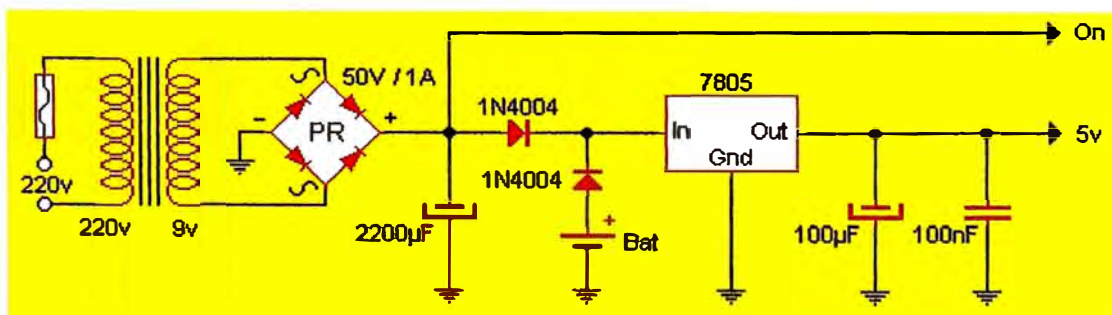 On
50V / 1A
7805
1N4004
-
+
PR
In
Out
5v
Gnd
220v
1N4004
+
220v
9v
2200µF
Bat
100µF
100nF